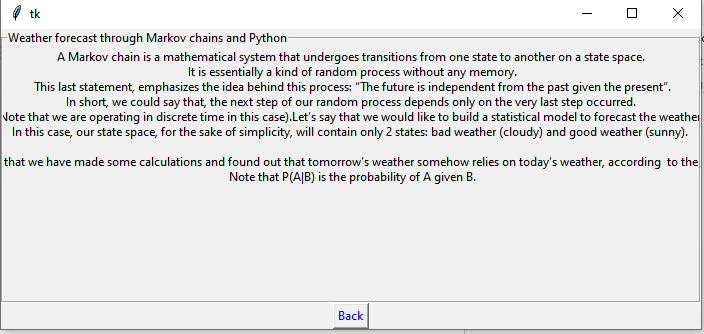 tk
Weather forecast through Markov chains and Python
A Markov chain is a mathematical system that undergoes transitions from one state to another on a state space.
It is essentially a kind of random process without any memory.
This last statement, emphasizes the idea behind this process: “The future is independent from the past given the present”.
In short, we could say that, the next step of our random process depends only on the very last step occurred.
Note that we are operating in discrete time in this case).Let’s say that we would like to build a statistical model to forecast the weather
In this case, our state space, for the sake of simplicity, will contain only 2 states: bad weather (cloudy) and good weather (sunny).
that we have made some calculations and found out that tomorrow’s weather somehow relies on today’s weather, according  to the
Note that P(A|B) is the probability of A given B.
Back